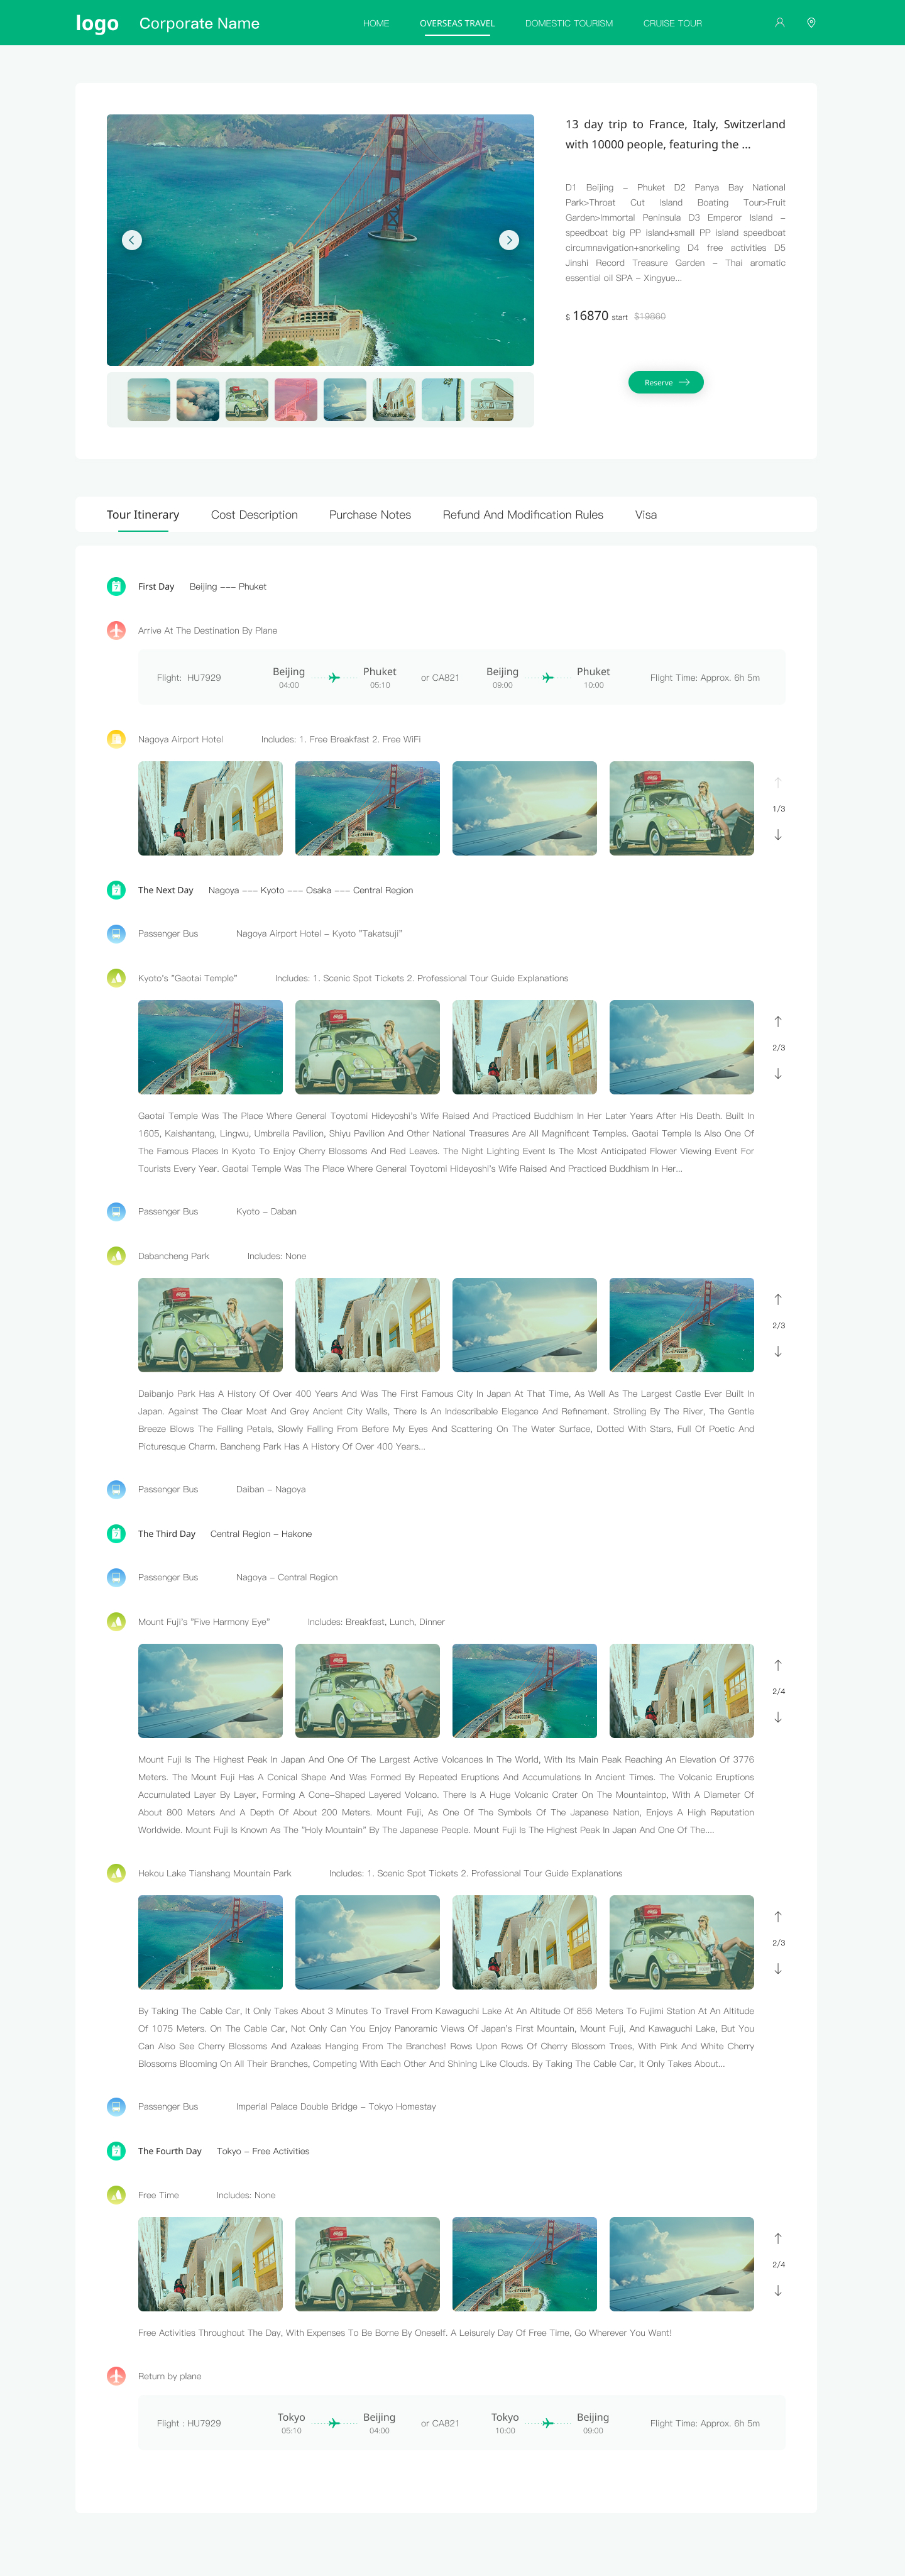 logo Corporate Name HOME OVERSEAS TRAVEL DOMESTIC TOURISM CRUISE TOUR
13 day trip to France, Italy, Switzerland
with 10000 people, featuring the ...
D1 Beijing - Phuket D2 Panya Bay National
Park>Throat Cut Island Boating Tour>Fruit
Garden>Immortal Peninsula D3 Emperor Island -
speedboat big PP island+small PP island speedboat
circumnavigation+snorkeling D4 free activities D5
Jinshi Record Treasure Garden - Thai aromatic
essential oil SPA - Xingyue...
$ 16870 start $19860
Reserve
Tour Itinerary Cost Description Purchase Notes Refund And Modification Rules Visa
7 First Day Beijing --- Phuket
Arrive At The Destination By Plane
Flight: HU7929 Beijing Phuket or CA821 Beijing Phuket Flight Time: Approx. 6h 5m
04:00 05:10 09:00 10:00
Nagoya Airport Hotel Includes: 1. Free Breakfast 2. Free WiFi
1/3
7 The Next Day Nagoya --- Kyoto --- Osaka --- Central Region
Passenger Bus Nagoya Airport Hotel - Kyoto "Takatsuji"
Kyoto's "Gaotai Temple" Includes: 1. Scenic Spot Tickets 2. Professional Tour Guide Explanations
2/3
Gaotai Temple Was The Place Where General Toyotomi Hideyoshi's Wife Raised And Practiced Buddhism In Her Later Years After His Death. Built In
1605, Kaishantang, Lingwu, Umbrella Pavilion, Shiyu Pavilion And Other National Treasures Are All Magnificent Temples. Gaotai Temple Is Also One Of
The Famous Places In Kyoto To Enjoy Cherry Blossoms And Red Leaves. The Night Lighting Event Is The Most Anticipated Flower Viewing Event For
Tourists Every Year. Gaotai Temple Was The Place Where General Toyotomi Hideyoshi's Wife Raised And Practiced Buddhism In Her...
Passenger Bus Kyoto - Daban
Dabancheng Park Includes: None
2/3
Daibanjo Park Has A History Of Over 400 Years And Was The First Famous City In Japan At That Time, As Well As The Largest Castle Ever Built In
Japan. Against The Clear Moat And Grey Ancient City Walls, There Is An Indescribable Elegance And Refinement. Strolling By The River, The Gentle
Breeze Blows The Falling Petals, Slowly Falling From Before My Eyes And Scattering On The Water Surface, Dotted With Stars, Full Of Poetic And
Picturesque Charm. Bancheng Park Has A History Of Over 400 Years...
Passenger Bus Daiban - Nagoya
7 The Third Day Central Region - Hakone
Passenger Bus Nagoya - Central Region
Mount Fuji's "Five Harmony Eye" Includes: Breakfast, Lunch, Dinner
2/4
Mount Fuji Is The Highest Peak In Japan And One Of The Largest Active Volcanoes In The World, With Its Main Peak Reaching An Elevation Of 3776
Meters. The Mount Fuji Has A Conical Shape And Was Formed By Repeated Eruptions And Accumulations In Ancient Times. The Volcanic Eruptions
Accumulated Layer By Layer, Forming A Cone-Shaped Layered Volcano. There Is A Huge Volcanic Crater On The Mountaintop, With A Diameter Of
About 800 Meters And A Depth Of About 200 Meters. Mount Fuji, As One Of The Symbols Of The Japanese Nation, Enjoys A High Reputation
Worldwide. Mount Fuji Is Known As The "Holy Mountain" By The Japanese People. Mount Fuji Is The Highest Peak In Japan And One Of The....
Hekou Lake Tianshang Mountain Park Includes: 1. Scenic Spot Tickets 2. Professional Tour Guide Explanations
2/3
By Taking The Cable Car, It Only Takes About 3 Minutes To Travel From Kawaguchi Lake At An Altitude Of 856 Meters To Fujimi Station At An Altitude
Of 1075 Meters. On The Cable Car, Not Only Can You Enjoy Panoramic Views Of Japan's First Mountain, Mount Fuji, And Kawaguchi Lake, But You
Can Also See Cherry Blossoms And Azaleas Hanging From The Branches! Rows Upon Rows Of Cherry Blossom Trees, With Pink And White Cherry
Blossoms Blooming On All Their Branches, Competing With Each Other And Shining Like Clouds. By Taking The Cable Car, It Only Takes About...
Passenger Bus Imperial Palace Double Bridge - Tokyo Homestay
7 The Fourth Day Tokyo - Free Activities
Free Time Includes: None
2/4
Free Activities Throughout The Day, With Expenses To Be Borne By Oneself. A Leisurely Day Of Free Time, Go Wherever You Want!
Return by plane
Flight : HU7929 Tokyo Beijing or CA821 Tokyo Beijing Flight Time: Approx. 6h 5m
05:10 04:00 10:00 09:00